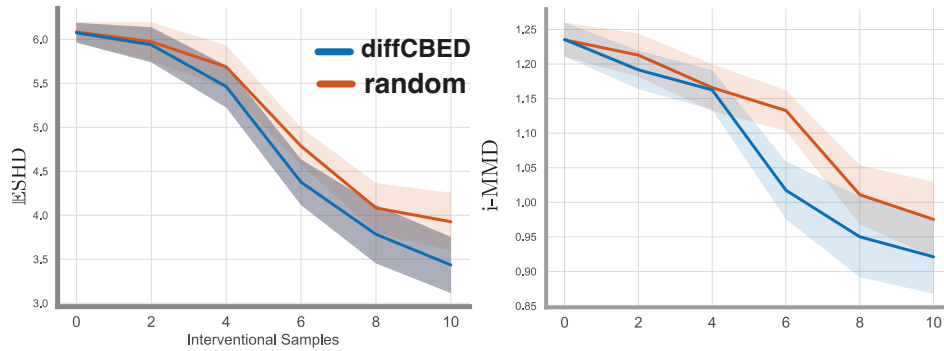 6.0
5.5
5.0
4.5
4.0
3.5
3.0
𝔼SHD
0 2 4 6 8 10
Interventional Samples
diffCBED
random
1.25
1.20
1.15
1.10
1.05
1.00
0.95
0.90
0.85
i-MMD
0 2 4 6 8 10